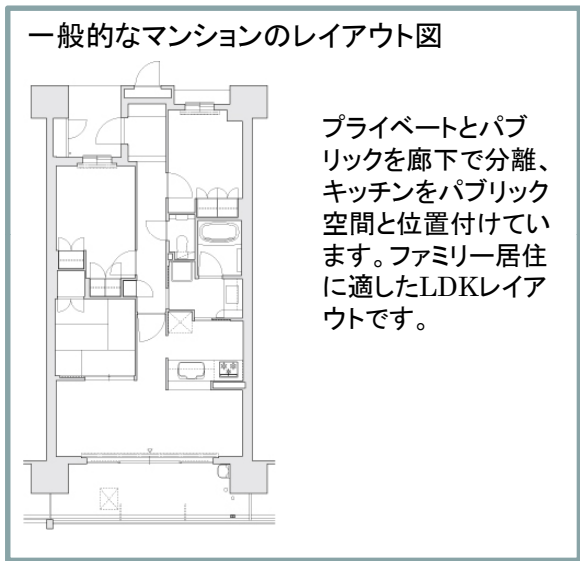 一般的なマンションのレイアウト図
プライベートとパブ
リックを廊下で分離、
キッチンをパブリック
空間と位置付けてい
ます。ファミリー居住
に適したLDKレイア
ウトです。